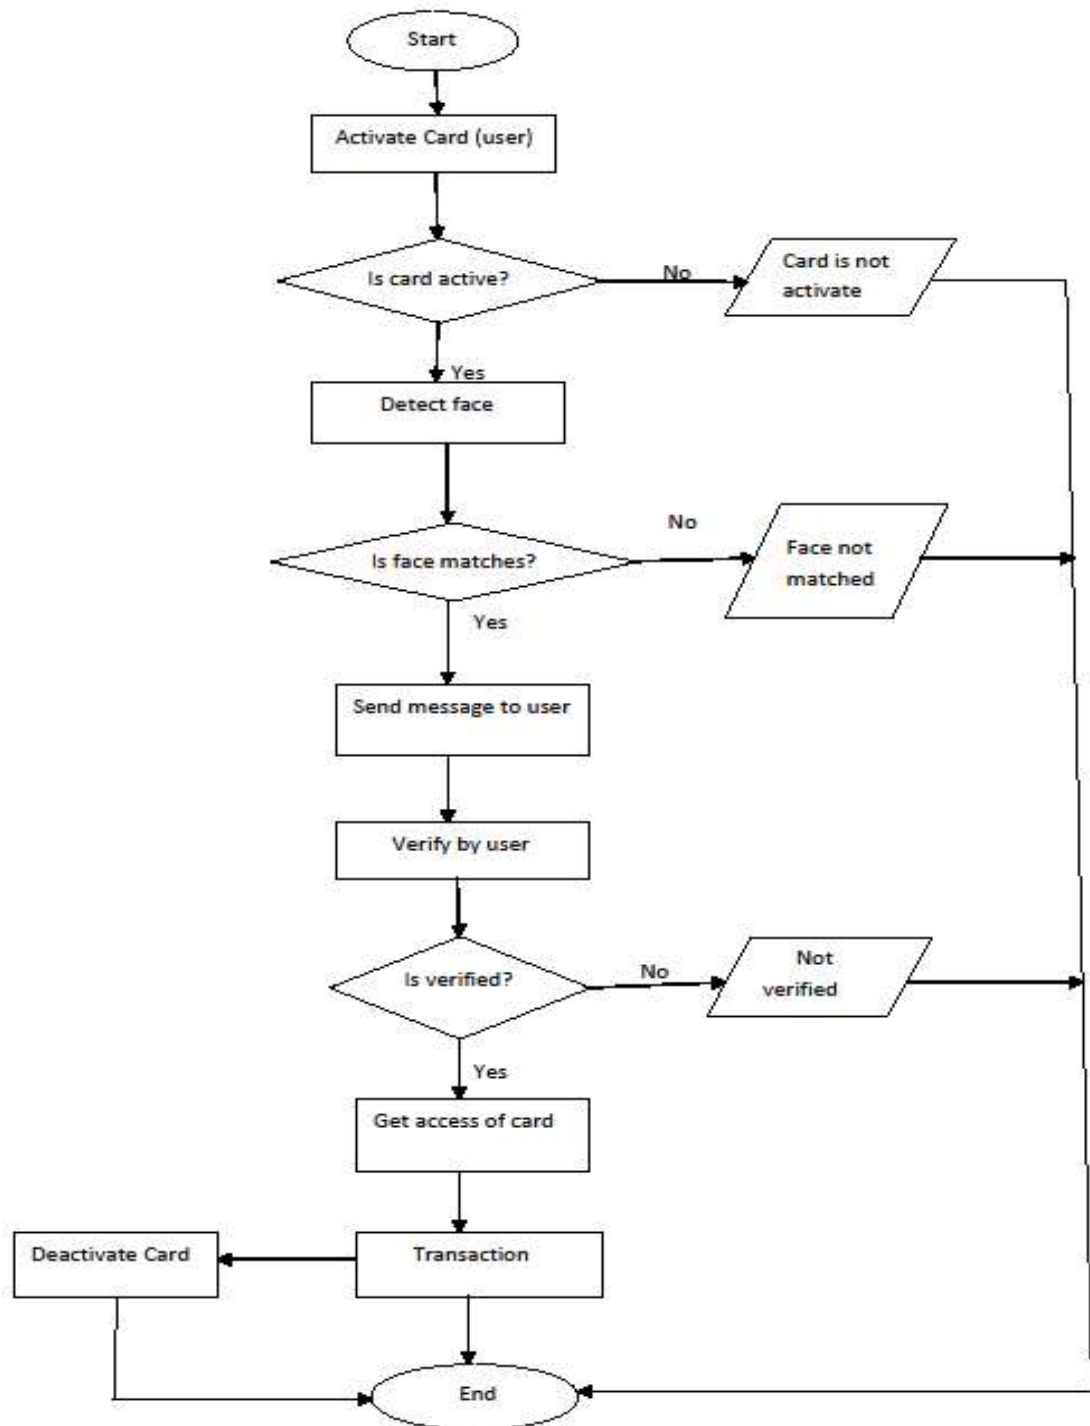 Start
Activate Card (user)
Is card active?
No
Card is not
activate
Yes
Detect face
Is face matches?
No
Face not
matched
Yes
Send message to user
Verify by user
Is verified?
No
Not
verified
Yes
Get access of card
Deactivate Card
Transaction
End